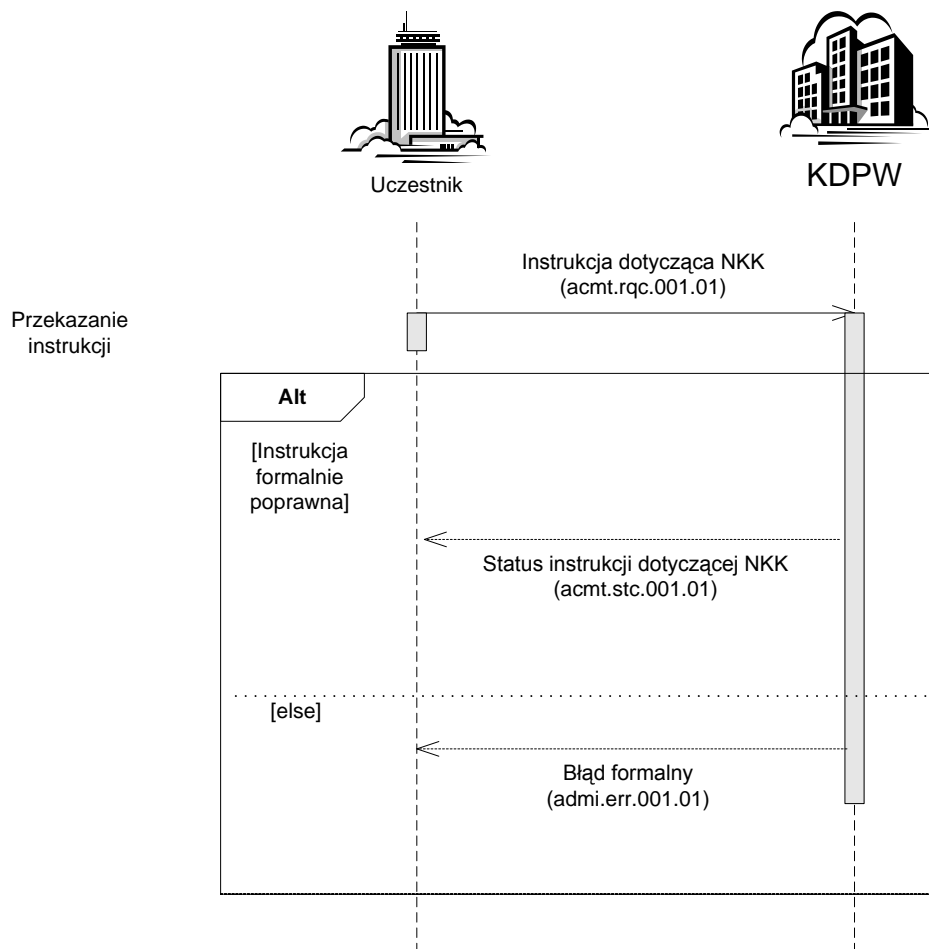 Uczestnik
KDPW
Instrukcja dotycząca NKK
(acmt.rqc.001.01)
Przekazanie
instrukcji
Alt
[Instrukcja
formalnie
poprawna]
Status instrukcji dotyczącej NKK
(acmt.stc.001.01)
[else]
Błąd formalny
(admi.err.001.01)